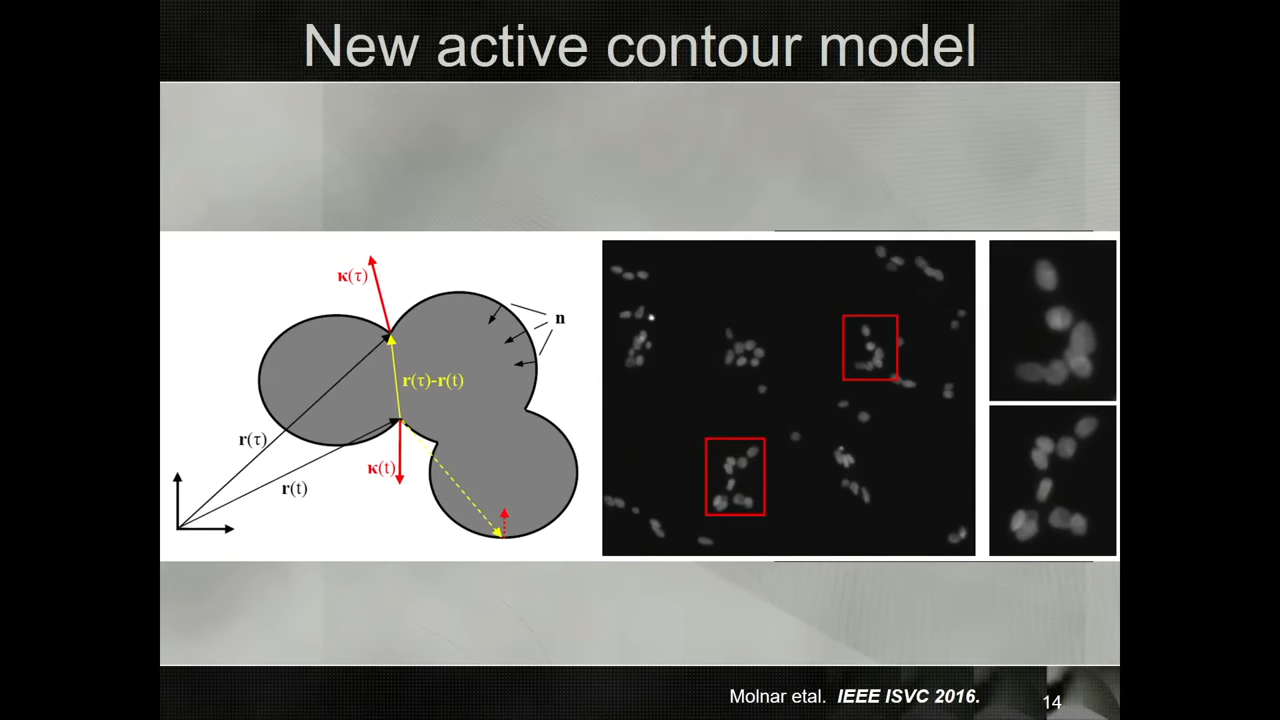 New active contour model
κ(τ)
n
r(τ)-r(t)
r(τ)
κ(t)
r(t)
Molnar etal. IEEE ISVC 2016.
14